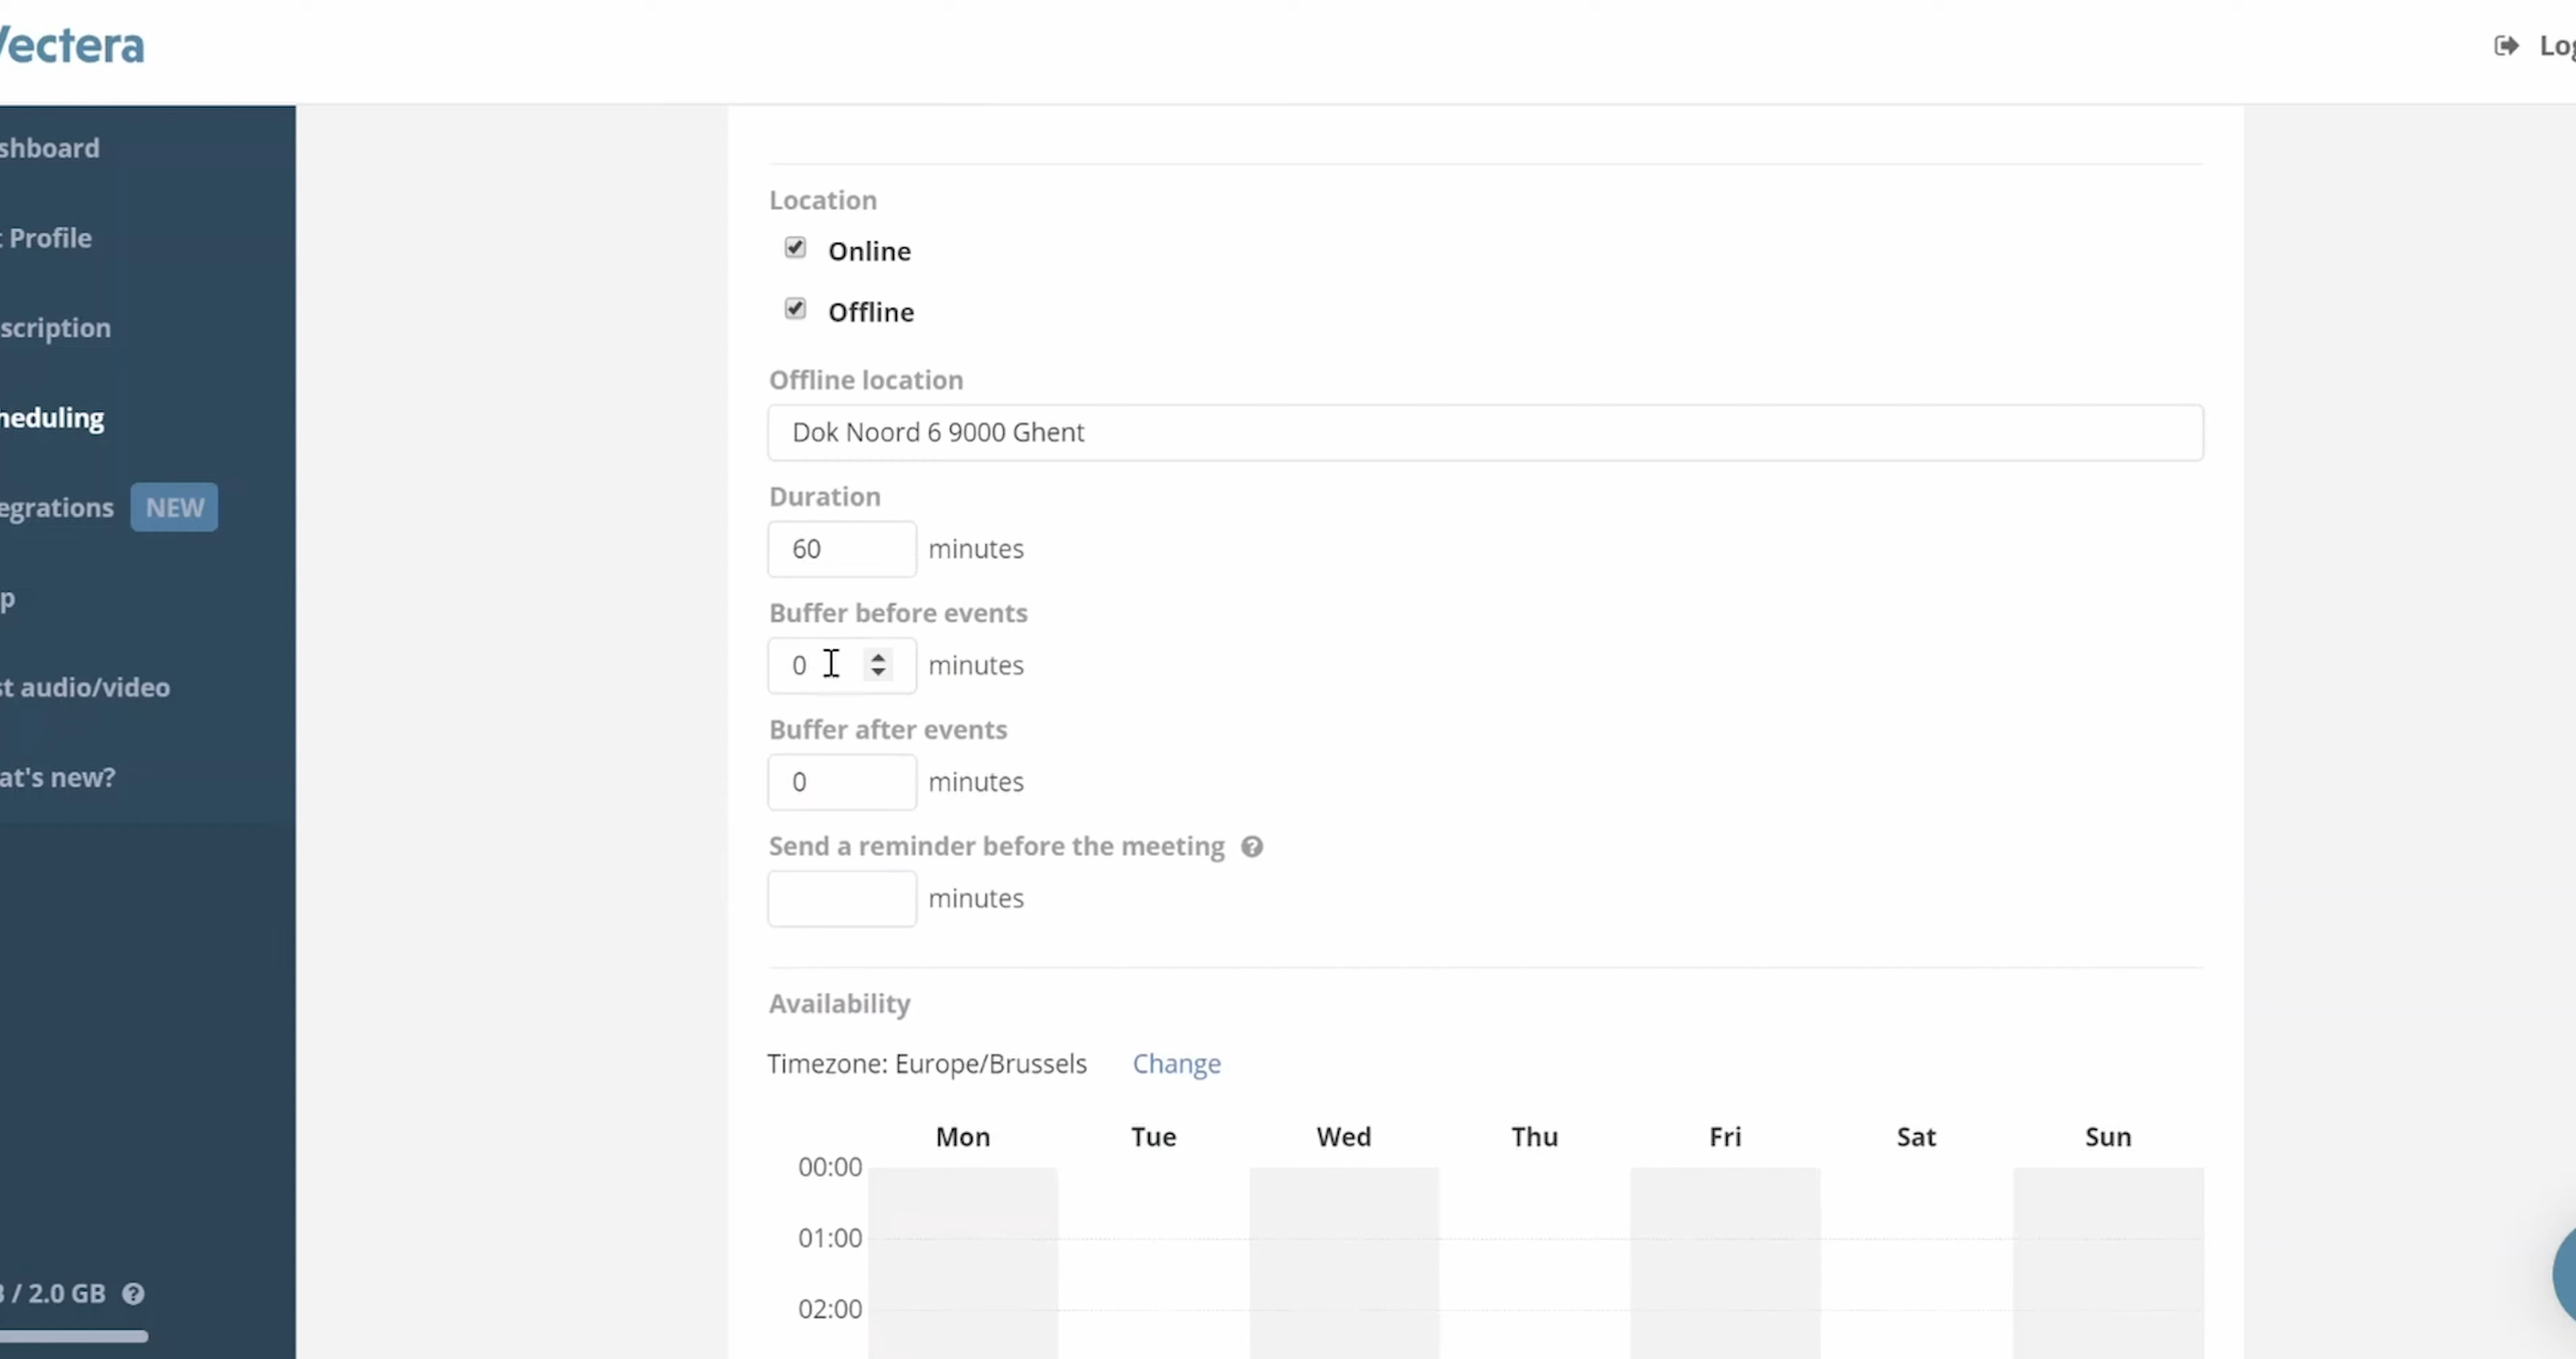 Vectera
Log
shboard
t Profile
scription
heduling
egrations NEW
p
st audio/video
at's new?
/ 2.0 GB
Location
Online
Offline
Offline location
Dok Noord 6 9000 Ghent
Duration
60 minutes
Buffer before events
0 minutes
Buffer after events
0 minutes
Send a reminder before the meeting
minutes
Availability
Timezone: Europe/Brussels Change
Mon Tue Wed Thu Fri Sat Sun
00:00
01:00
02:00